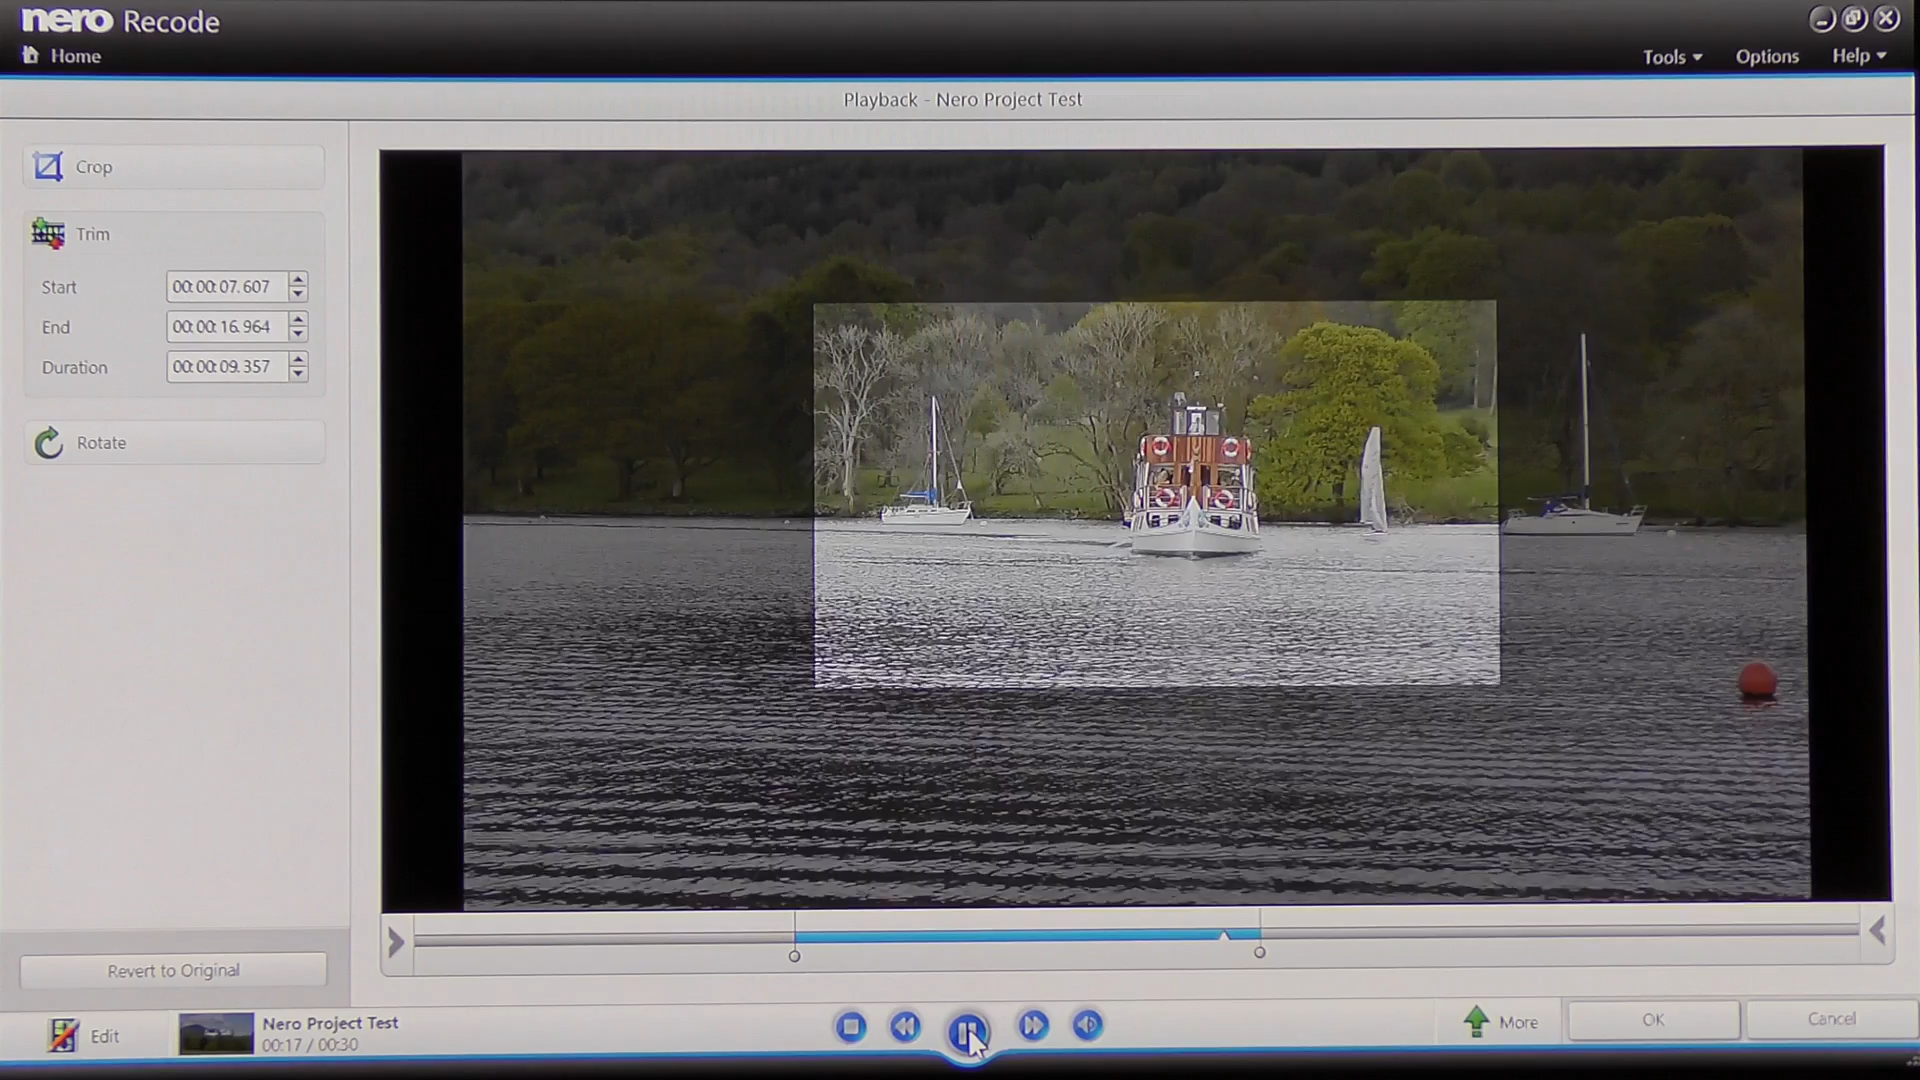 nero Recode
Home
Tools
Options
Help
Playback - Nero Project Test
Crop
Trim
Start 00:00:07.607
End 00:00:16.964
Duration 00:00:09.357
Rotate
Revert to Original
Edit
Nero Project Test
00:17 / 00:30
More
OK
Cancel